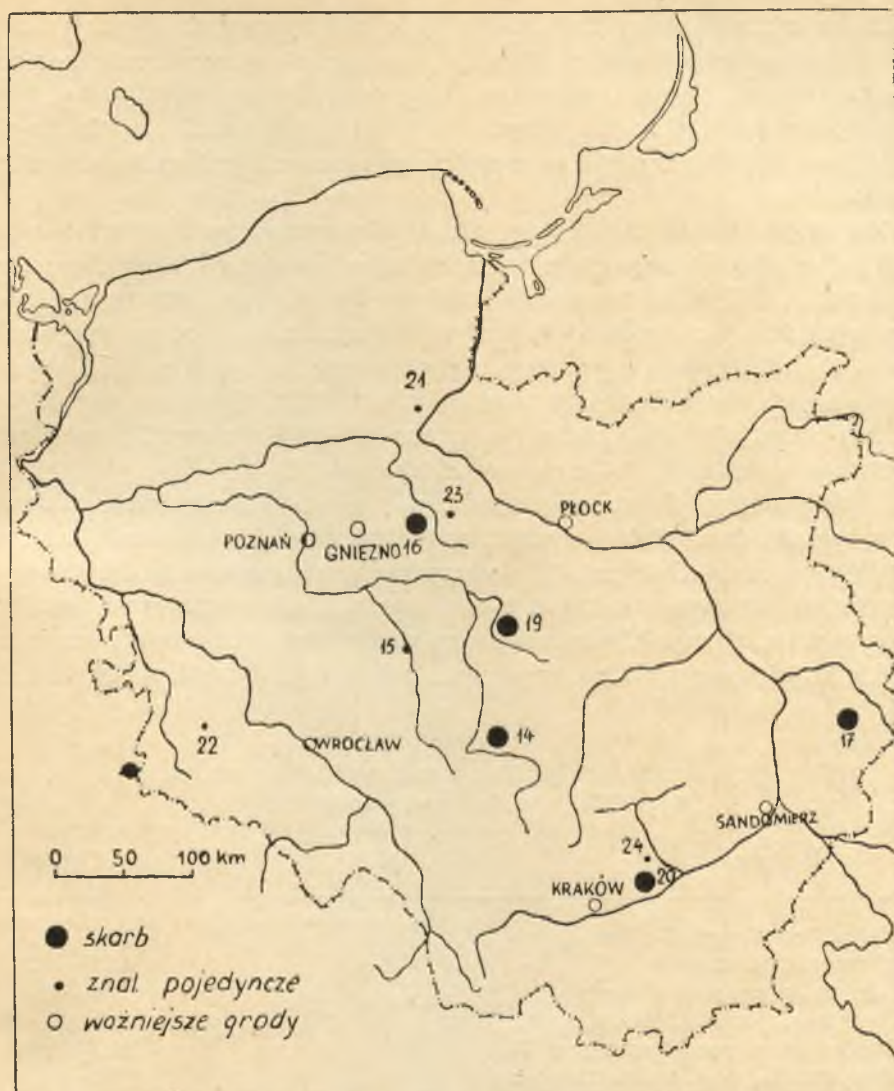 21
23
PŁOCK
POZNAŃ
GNIEZNO 16
19
15
22
WROCŁAW
14
17
SANDOMIERZ
24
20
KRAKÓW
0 50 100 km
skarb
znal. pojedyncze
ważniejsze grody